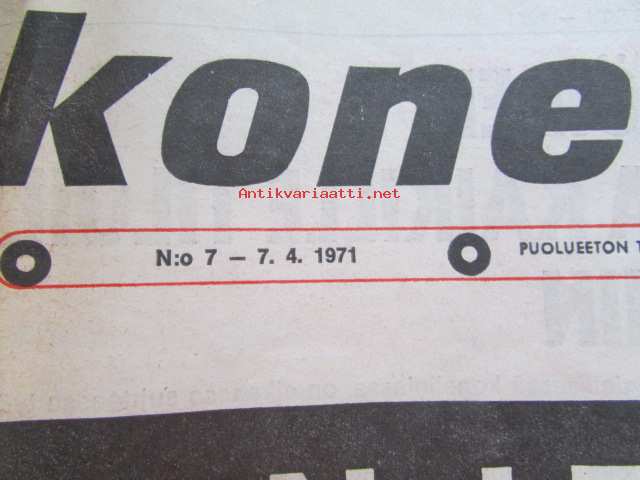 kone
Antikvariaatti.net
N:o 7 — 7. 4. 1971
PUOLUEETON